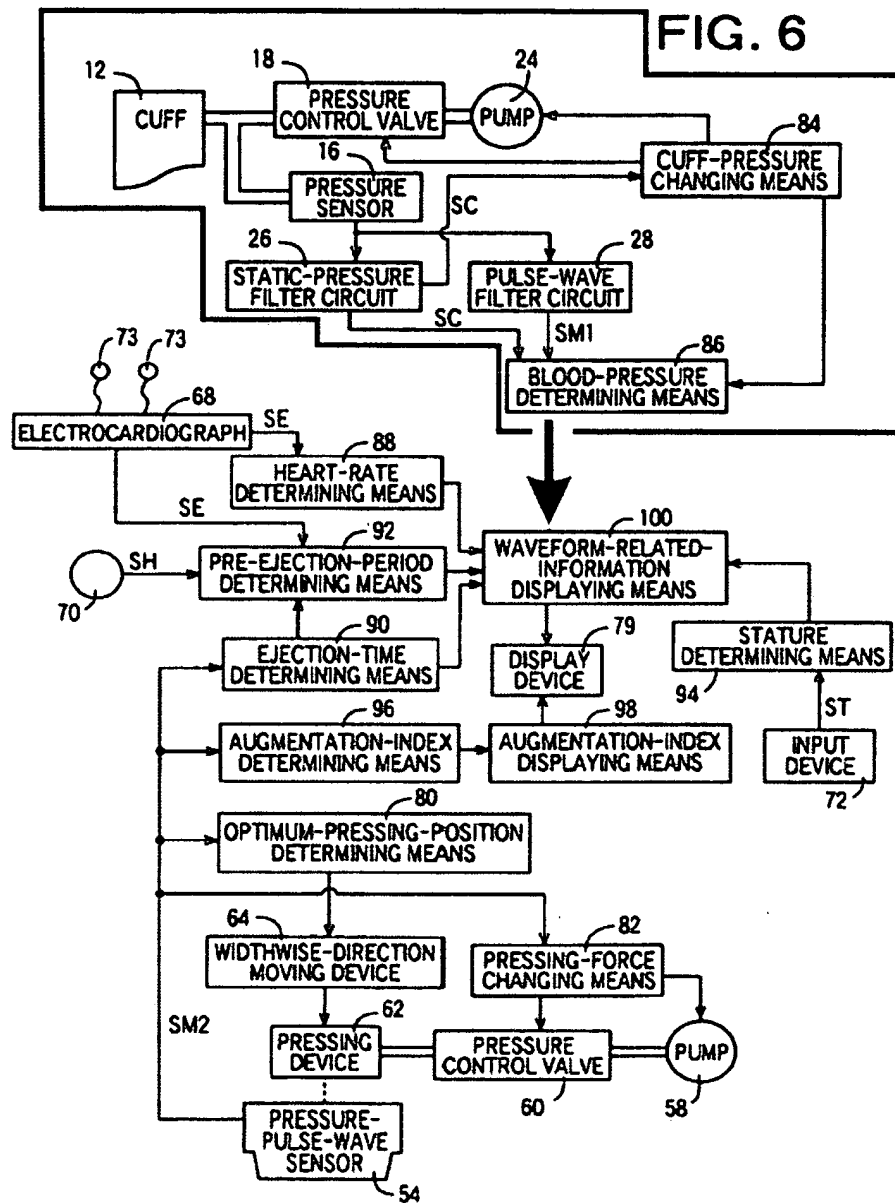 FIG. 6
12
CUFF
18
PRESSURE
CONTROL VALVE
24
PUMP
84
CUFF-PRESSURE
CHANGING MEANS
16
PRESSURE
SENSOR
SC
26
STATIC-PRESSURE
FILTER CIRCUIT
28
PULSE-WAVE
FILTER CIRCUIT
SC
SM1
86
BLOOD-PRESSURE
DETERMINING MEANS
73
73
68
ELECTROCARDIOGRAPH
SE
88
HEART-RATE
DETERMINING MEANS
SE
92
PRE-EJECTION-PERIOD
DETERMINING MEANS
SH
70
100
WAVEFORM-RELATED-
INFORMATION
DISPLAYING MEANS
90
EJECTION-TIME
DETERMINING MEANS
79
DISPLAY
DEVICE
STATURE
DETERMINING MEANS
94
ST
INPUT
DEVICE
72
96
AUGMENTATION-INDEX
DETERMINING MEANS
98
AUGMENTATION-INDEX
DISPLAYING MEANS
80
OPTIMUM-PRESSING-POSITION
DETERMINING MEANS
64
WIDTHWISE-DIRECTION
MOVING DEVICE
82
PRESSING-FORCE
CHANGING MEANS
SM2
62
PRESSING
DEVICE
PRESSURE
CONTROL VALVE
60
PUMP
58
PRESSURE-
PULSE-WAVE
SENSOR
54